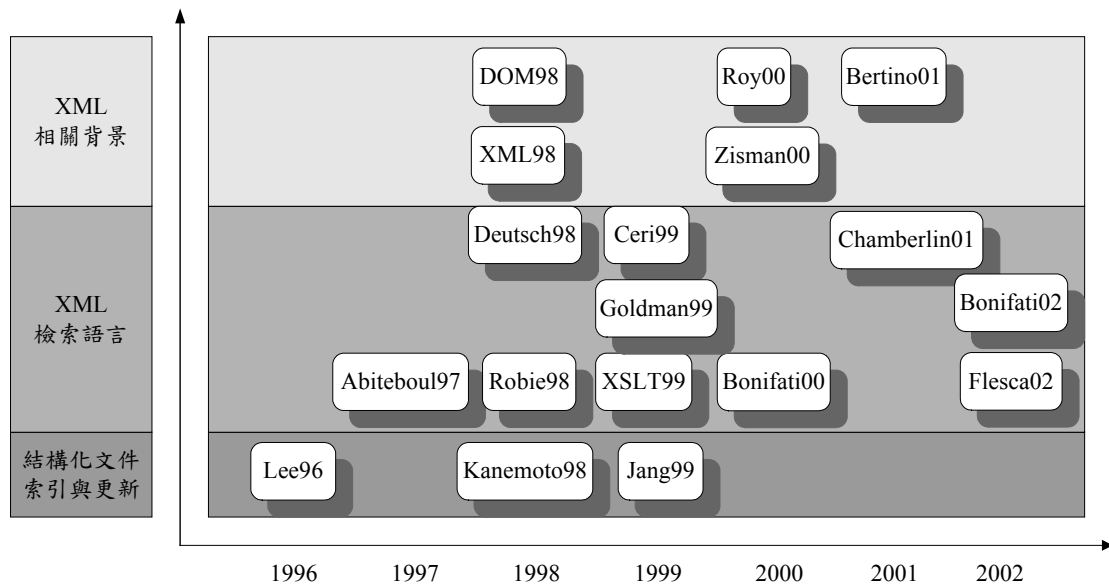 XML
相關背景
DOM98
Roy00
Bertino01
XML98
Zisman00
XML
檢索語言
Deutsch98
Ceri99
Chamberlin01
Goldman99
Bonifati02
Abiteboul97
Robie98
XSLT99
Bonifati00
Flesca02
結構化文件
索引與更新
Lee96
Kanemoto98
Jang99
1996
1997
1998
1999
2000
2001
2002